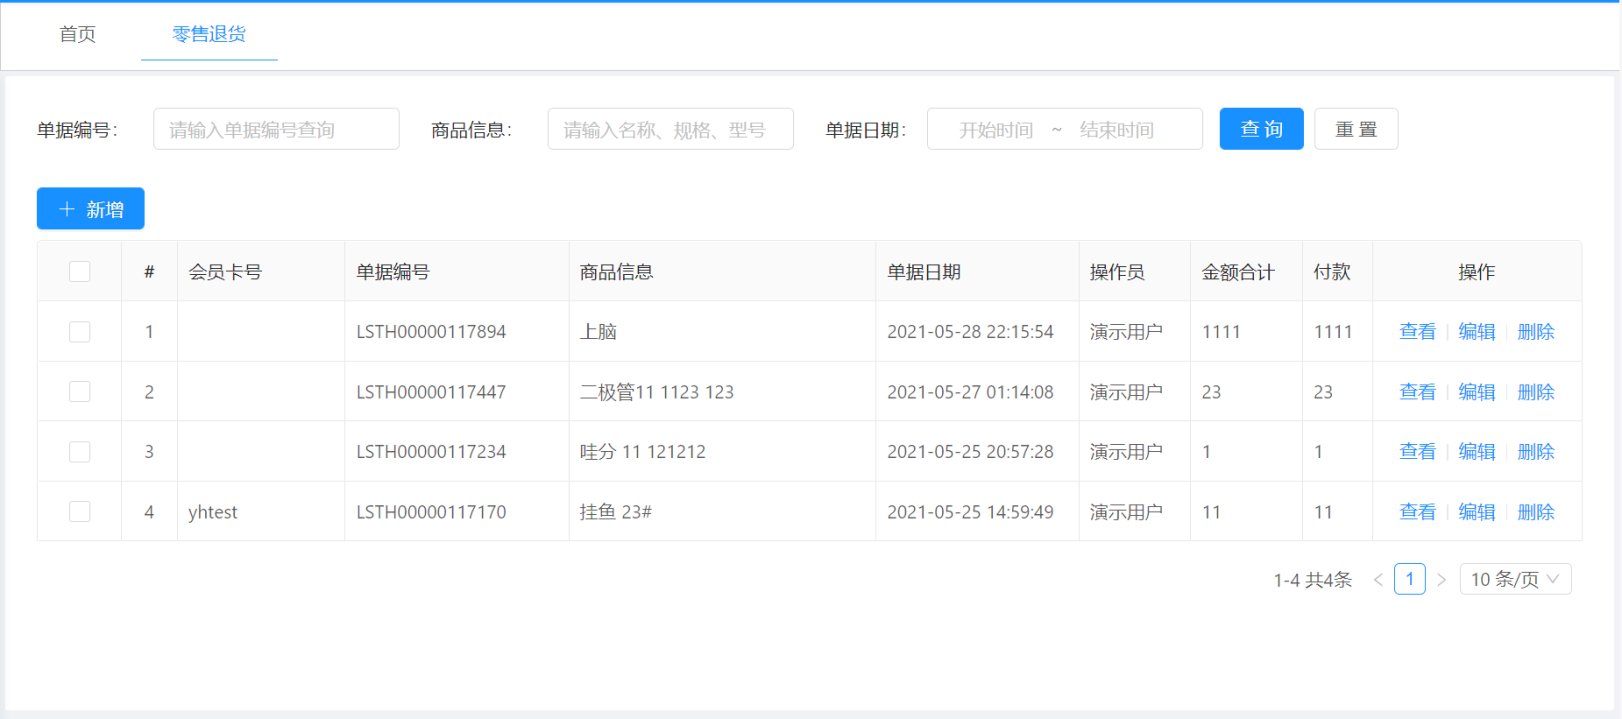 首页 零售退货
单据编号： 请输入单据编号查询 商品信息： 请输入名称、规格、型号 单据日期： 开始时间 ~ 结束时间 查 询 重 置
+ 新增
# 会员卡号 单据编号 商品信息 单据日期 操作员 金额合计 付款 操作
1 LSTH00000117894 上脑 2021-05-28 22:15:54 演示用户 1111 1111 查看 编辑 删除
2 LSTH00000117447 二极管11 1123 123 2021-05-27 01:14:08 演示用户 23 23 查看 编辑 删除
3 LSTH00000117234 哇分 11 121212 2021-05-25 20:57:28 演示用户 1 1 查看 编辑 删除
4 yhtest LSTH00000117170 挂鱼 23# 2021-05-25 14:59:49 演示用户 11 11 查看 编辑 删除
1-4 共4条 < 1 > 10 条/页